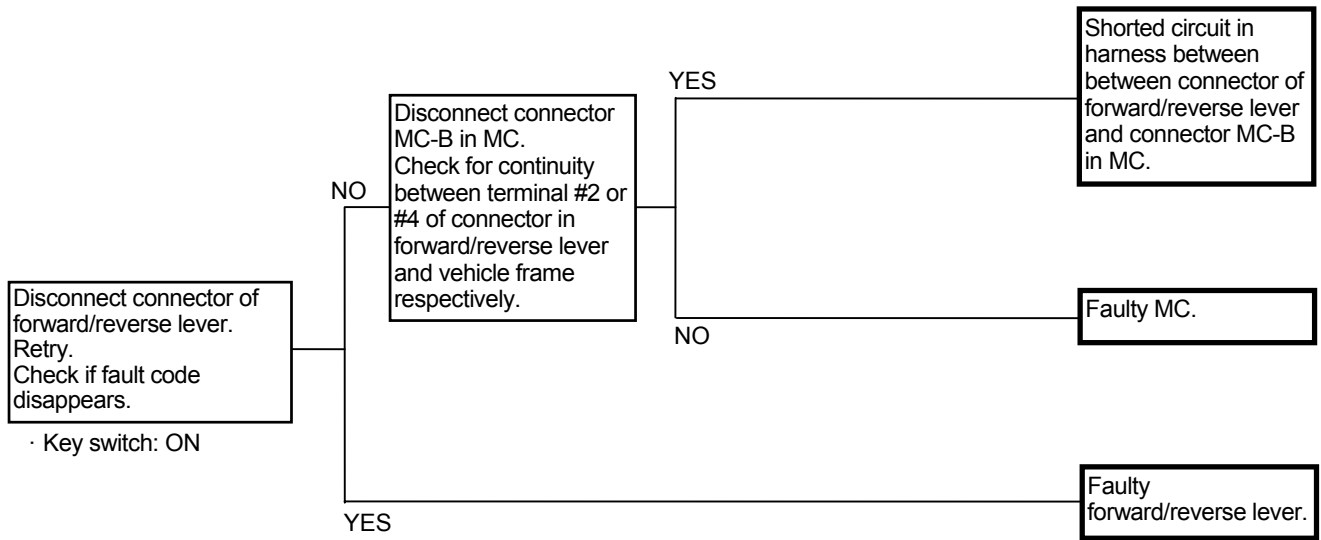 Disconnect connector of
forward/reverse lever.
Retry.
Check if fault code
disappears.
· Key switch: ON
NO
Disconnect connector
MC-B in MC.
Check for continuity
between terminal #2 or
#4 of connector in
forward/reverse lever
and vehicle frame
respectively.
YES
Shorted circuit in
harness between
between connector of
forward/reverse lever
and connector MC-B
in MC.
NO
Faulty MC.
YES
Faulty
forward/reverse lever.